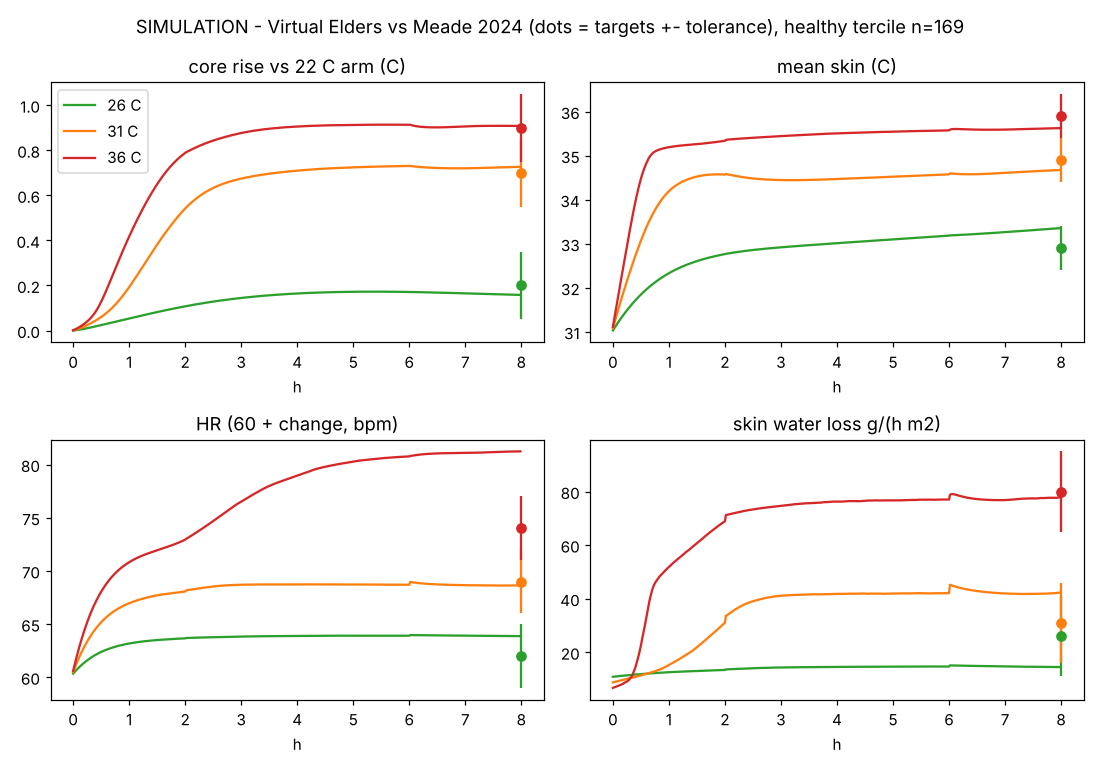 SIMULATION - Virtual Elders vs Meade 2024 (dots = targets +- tolerance), healthy tercile n=169
core rise vs 22 C arm (C)
1.0
0.8
0.6
0.4
0.2
0.0
26 C
31 C
36 C
0 1 2 3 4 5 6 7 8
h
mean skin (C)
36
35
34
33
32
31
0 1 2 3 4 5 6 7 8
h
HR (60 + change, bpm)
80
75
70
65
60
0 1 2 3 4 5 6 7 8
h
skin water loss g/(h m2)
80
60
40
20
0 1 2 3 4 5 6 7 8
h